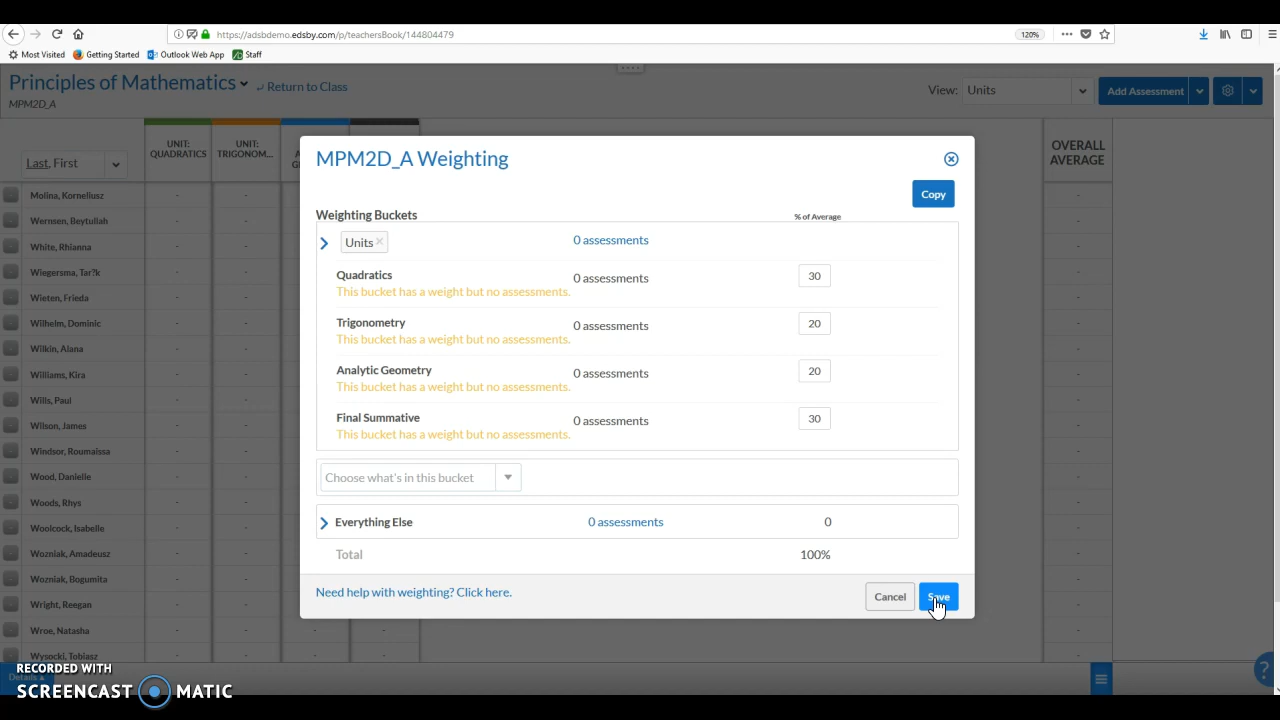 https://adsbdemo.edsby.com/p/teachersBook/144804479
120%
Most Visited
Getting Started
Outlook Web App
Staff
Principles of Mathematics
Return to Class
MPM2D_A
View:
Units
Add Assessment
Last, First
UNIT:
QUADRATICS
UNIT:
TRIGONOM...
OVERALL
AVERAGE
Molina, Korneliusz
Wernsen, Beytullah
White, Rhianna
Wiegersma, Tar?k
Wieten, Frieda
Wilhelm, Dominic
Wilkin, Alana
Williams, Kira
Wills, Paul
Wilson, James
Windsor, Roumaissa
Wood, Danielle
Woods, Rhys
Woolcock, Isabelle
Wozniak, Amadeusz
Wozniak, Bogumita
Wright, Reegan
Wroe, Natasha
Wysocki, Tobiasz
Details
MPM2D_A Weighting
Copy
Weighting Buckets
% of Average
Units
0 assessments
Quadratics
0 assessments
30
This bucket has a weight but no assessments.
Trigonometry
0 assessments
20
This bucket has a weight but no assessments.
Analytic Geometry
0 assessments
20
This bucket has a weight but no assessments.
Final Summative
0 assessments
30
This bucket has a weight but no assessments.
Choose what's in this bucket
Everything Else
0 assessments
0
Total
100%
Need help with weighting? Click here.
Cancel
Save
RECORDED WITH
SCREENCAST MATIC